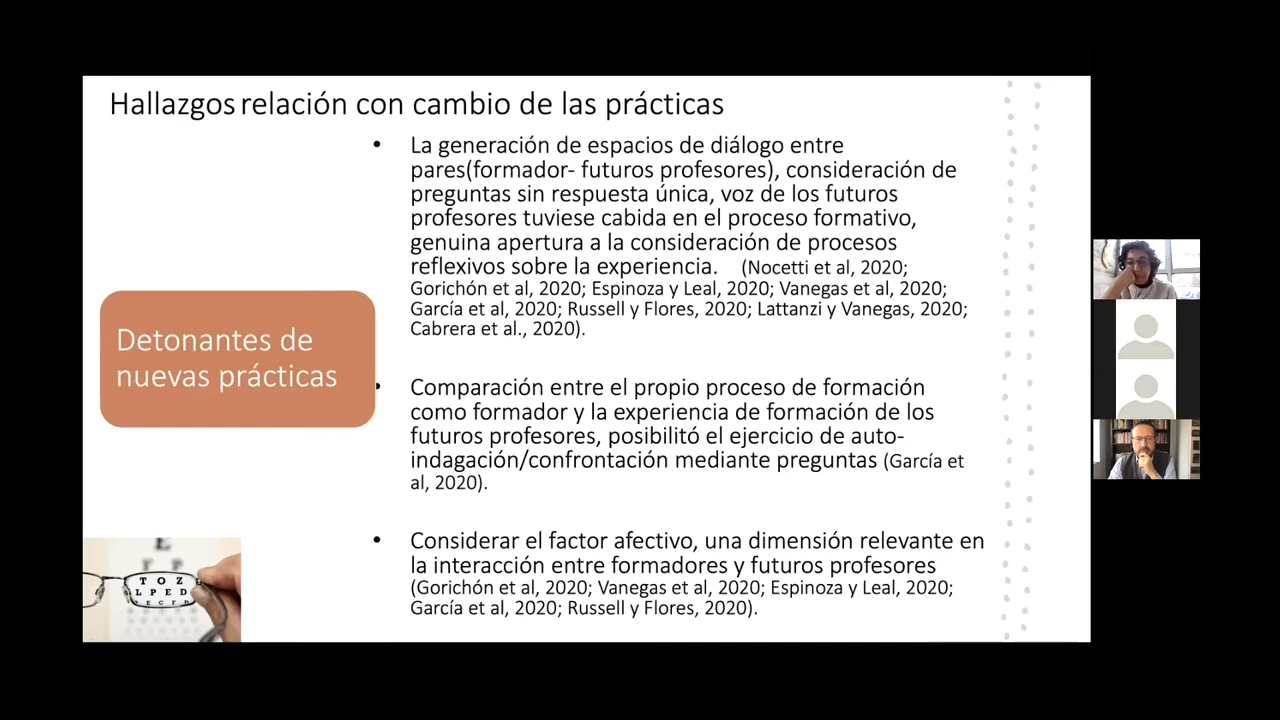 Hallazgos relación con cambio de las prácticas
• La generación de espacios de diálogo entre
pares(formador- futuros profesores), consideración de
preguntas sin respuesta única, voz de los futuros
profesores tuviese cabida en el proceso formativo,
genuina apertura a la consideración de procesos
reflexivos sobre la experiencia. (Nocetti et al, 2020;
Gorichón et al, 2020; Espinoza y Leal, 2020; Vanegas et al, 2020;
García et al, 2020; Russell y Flores, 2020; Lattanzi y Vanegas, 2020;
Cabrera et al., 2020).
Detonantes de
nuevas prácticas
• Comparación entre el propio proceso de formación
como formador y la experiencia de formación de los
futuros profesores, posibilitó el ejercicio de auto-
indagación/confrontación mediante preguntas (García et
al, 2020).
• Considerar el factor afectivo, una dimensión relevante en
la interacción entre formadores y futuros profesores
(Gorichón et al, 2020; Vanegas et al, 2020; Espinoza y Leal, 2020;
García et al, 2020; Russell y Flores, 2020).
E
F P
T O Z
L P E D